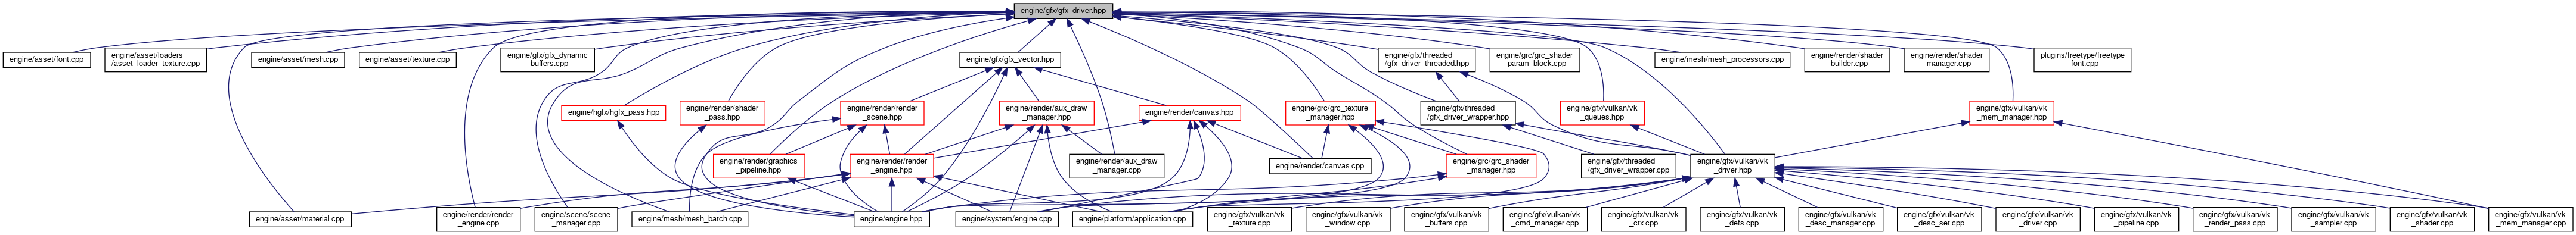 engine/gfx/gfx_driver.hpp
engine/asset/font.cpp
engine/asset/loaders
/asset_loader_texture.cpp
engine/asset/mesh.cpp
engine/asset/texture.cpp
engine/gfx/gfx_dynamic
_buffers.cpp
engine/gfx/gfx_vector.hpp
engine/gfx/threaded
/gfx_driver_threaded.hpp
engine/grc/grc_shader
_param_block.cpp
engine/mesh/mesh_processors.cpp
engine/render/shader
_builder.cpp
engine/render/shader
_manager.cpp
plugins/freetype/freetype
_font.cpp
engine/hgfx/hgfx_pass.hpp
engine/render/shader
_pass.hpp
engine/render/render
_scene.hpp
engine/render/aux_draw
_manager.hpp
engine/render/canvas.hpp
engine/grc/grc_texture
_manager.hpp
engine/gfx/threaded
/gfx_driver_wrapper.hpp
engine/gfx/vulkan/vk
_queues.hpp
engine/gfx/vulkan/vk
_mem_manager.hpp
engine/render/graphics
_pipeline.hpp
engine/render/render
_engine.hpp
engine/render/aux_draw
_manager.cpp
engine/render/canvas.cpp
engine/grc/grc_shader
_manager.hpp
engine/gfx/threaded
/gfx_driver_wrapper.cpp
engine/gfx/vulkan/vk
_driver.hpp
engine/asset/material.cpp
engine/render/render
_engine.cpp
engine/scene/scene
_manager.cpp
engine/mesh/mesh_batch.cpp
engine/engine.hpp
engine/system/engine.cpp
engine/platform/application.cpp
engine/gfx/vulkan/vk
_texture.cpp
engine/gfx/vulkan/vk
_window.cpp
engine/gfx/vulkan/vk
_buffers.cpp
engine/gfx/vulkan/vk
_cmd_manager.cpp
engine/gfx/vulkan/vk
_ctx.cpp
engine/gfx/vulkan/vk
_defs.cpp
engine/gfx/vulkan/vk
_desc_manager.cpp
engine/gfx/vulkan/vk
_desc_set.cpp
engine/gfx/vulkan/vk
_driver.cpp
engine/gfx/vulkan/vk
_pipeline.cpp
engine/gfx/vulkan/vk
_render_pass.cpp
engine/gfx/vulkan/vk
_sampler.cpp
engine/gfx/vulkan/vk
_shader.cpp
engine/gfx/vulkan/vk
_mem_manager.cpp